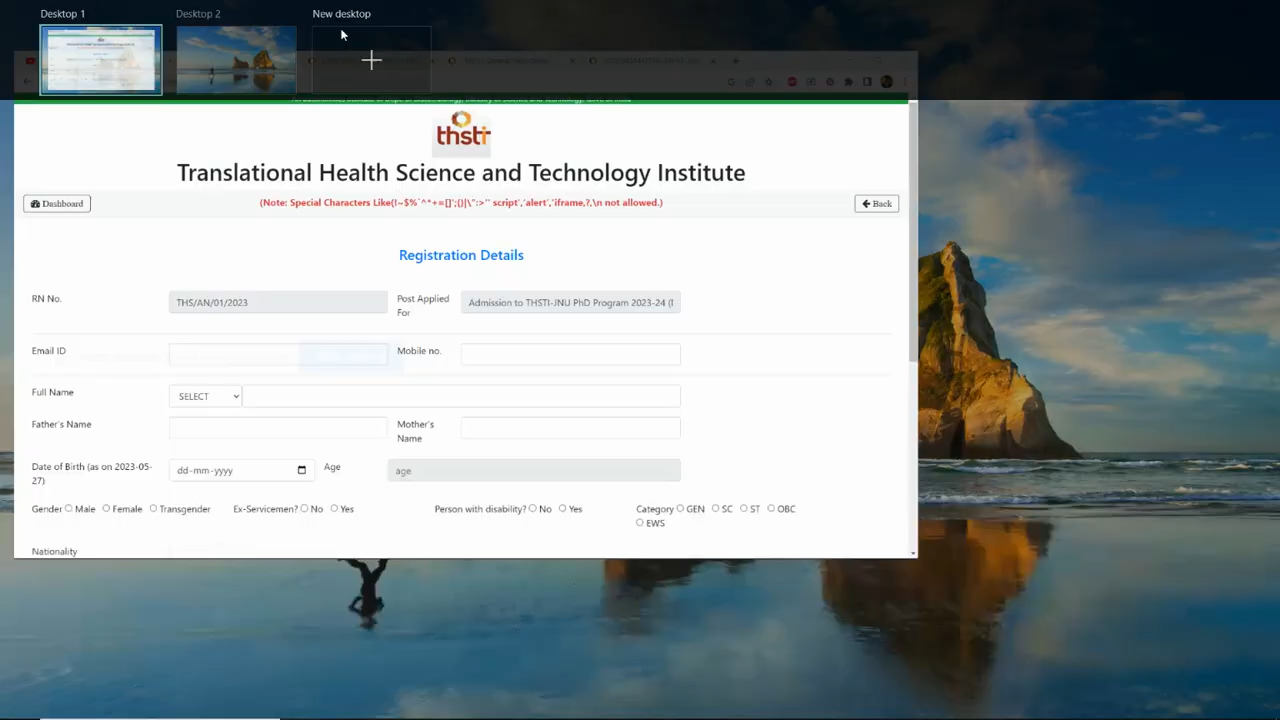 Desktop 1
Desktop 2
New desktop
thsti
Translational Health Science and Technology Institute
Dashboard
(Note: Special Characters Like(!~$%`^*+=[]';{}|\":>'" script','alert','iframe,?,\n not allowed.)
Back
Registration Details
RN No.
THS/AN/01/2023
Post Applied For
Admission to THSTI-JNU PhD Program 2023-24 (I
Email ID
Mobile no.
Full Name
SELECT
Father's Name
Mother's Name
Date of Birth (as on 2023-05-27)
dd-mm-yyyy
Age
age
Gender Male Female Transgender
Ex-Servicemen? No Yes
Person with disability? No Yes
Category GEN SC ST OBC
EWS
Nationality